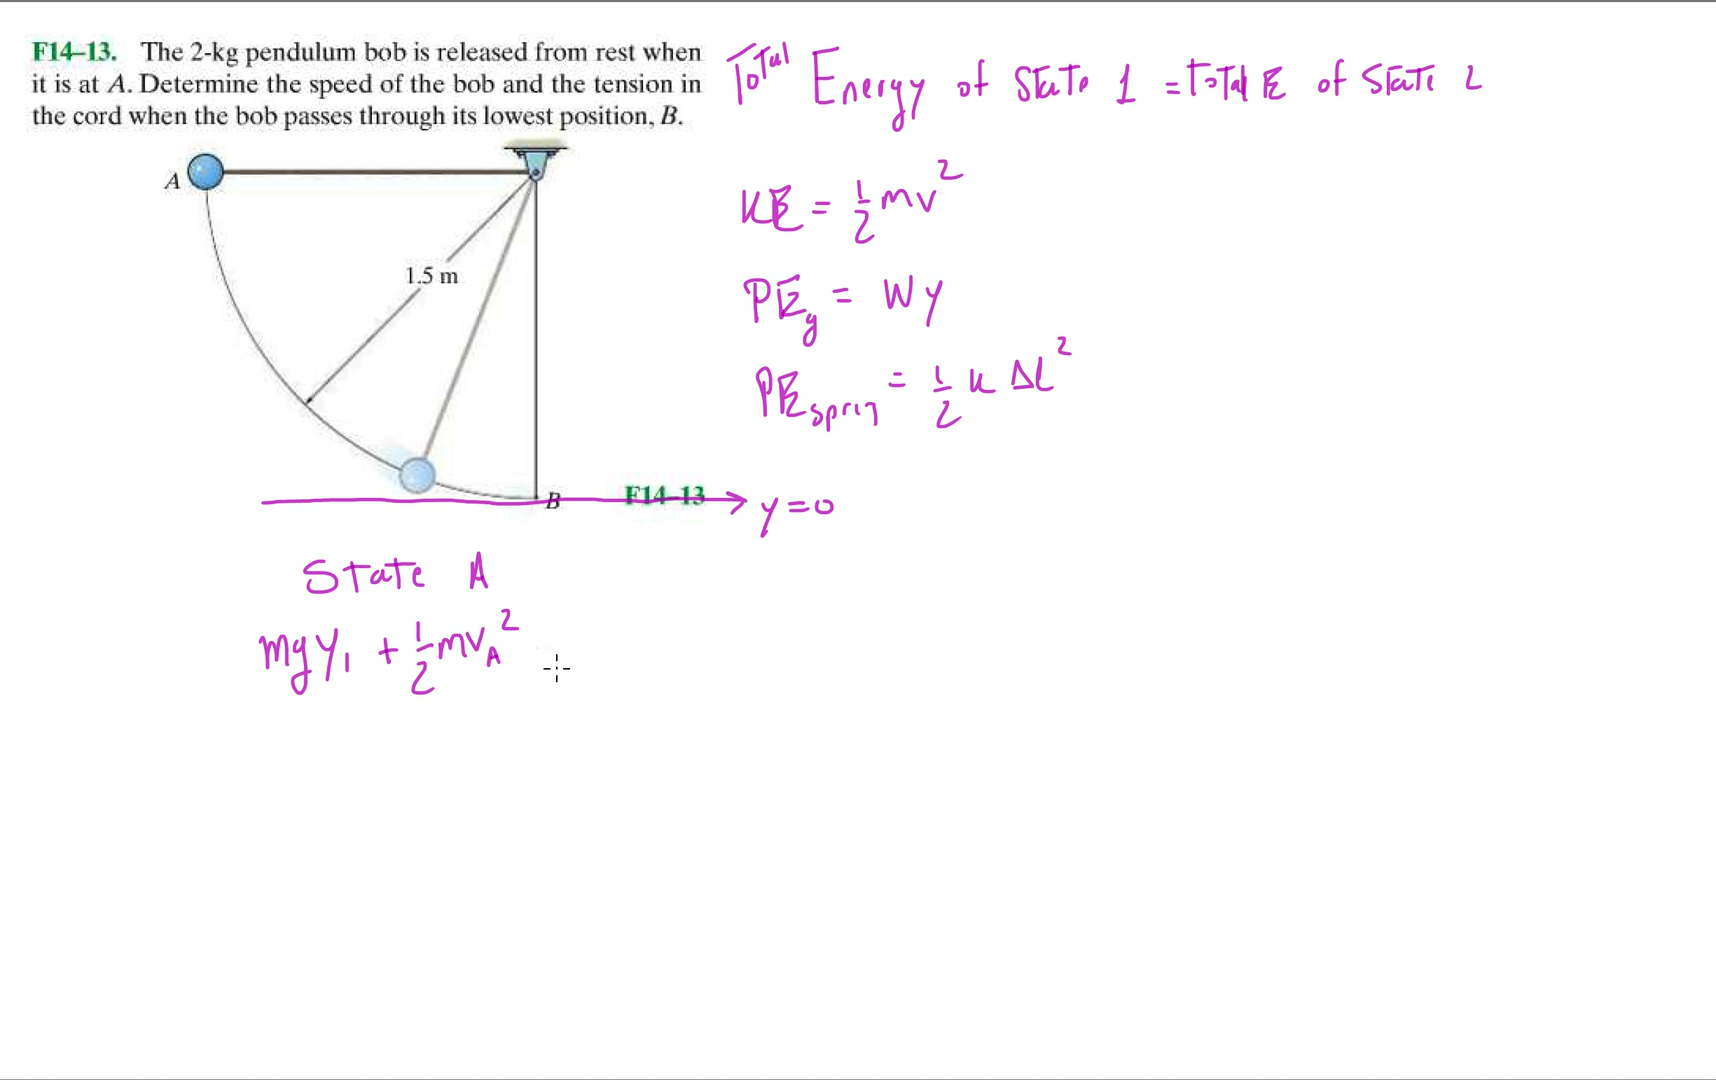 F14–13. The 2-kg pendulum bob is released from rest when
it is at A. Determine the speed of the bob and the tension in
the cord when the bob passes through its lowest position, B.
Total Energy of State 1 = Total E of State 2
A
1.5 m
B
F14–13
KE = 1/2 mv²
PEg = Wy
PEspring = 1/2 k Δl²
y=0
State A
mgy₁ + 1/2 mv_A²